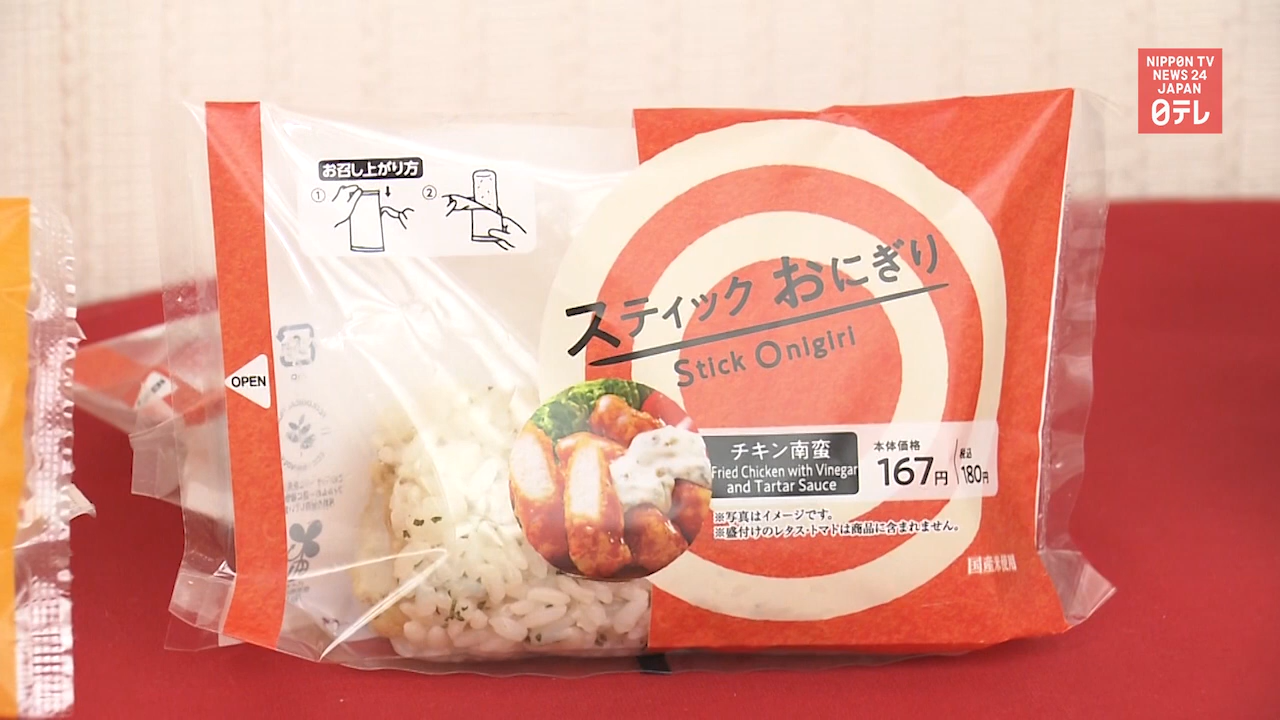 NIPPON TV
NEWS 24
JAPAN
日テレ
お召し上がり方
① ②
スティック おにぎり
Stick Onigiri
OPEN
チキン南蛮
Fried Chicken with Vinegar
and Tartar Sauce
本体価格
167円
税込
180円
※写真はイメージです。
※盛付けのレタス・トマトは商品に含まれません。
国産米使用